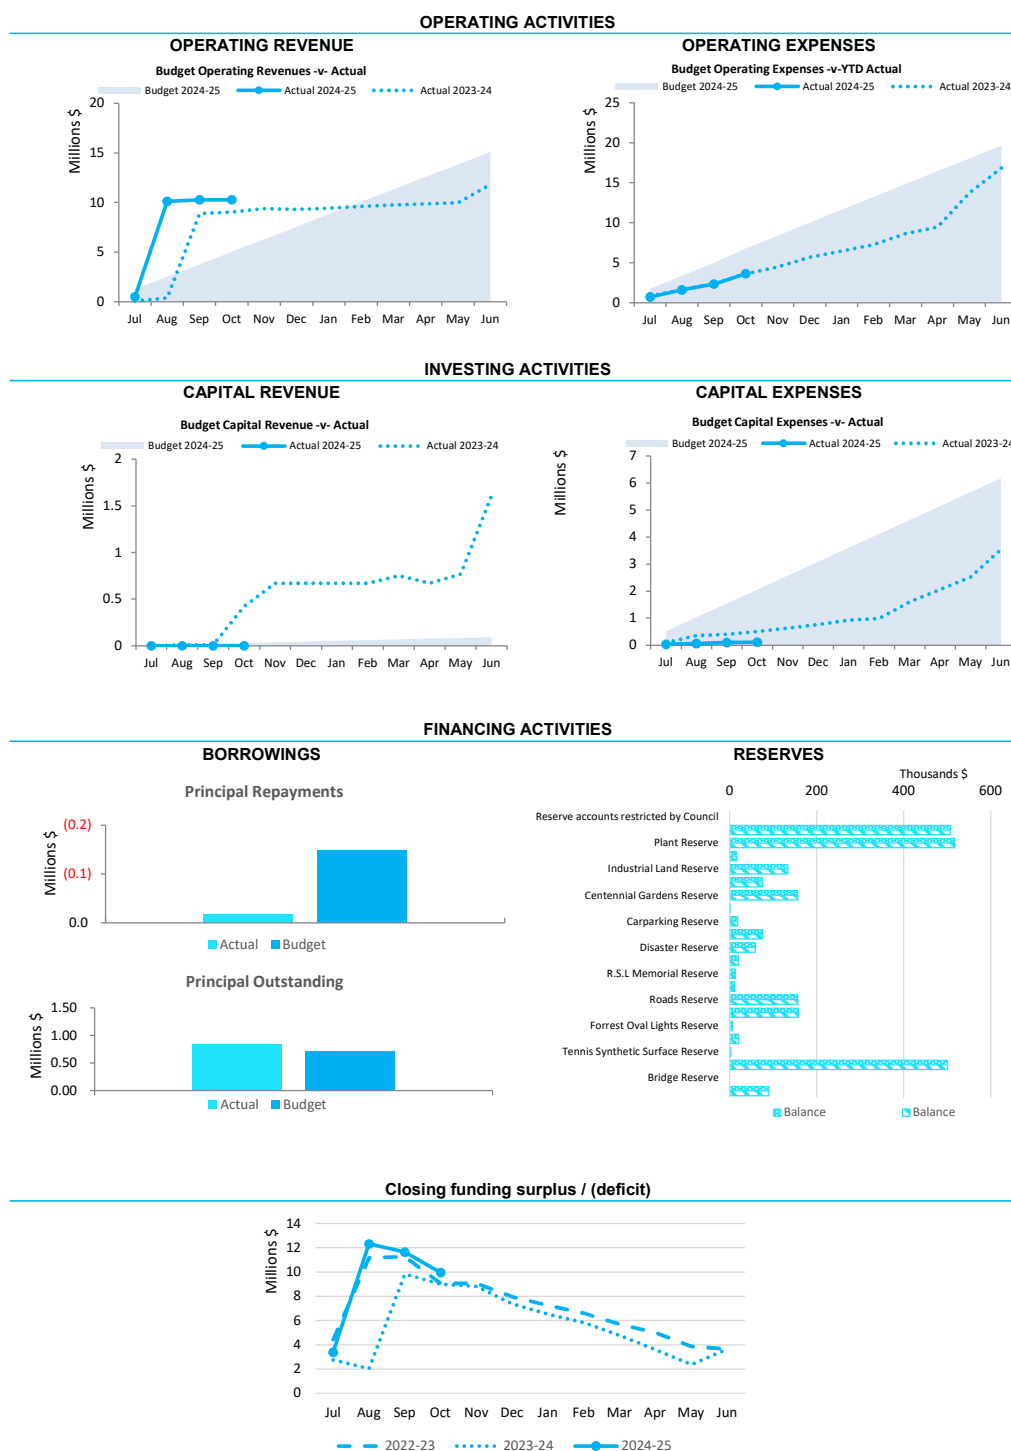 OPERATING ACTIVITIES
OPERATING REVENUE
Budget Operating Revenues -v- Actual
Budget 2024-25 Actual 2024-25 Actual 2023-24
Millions $
20
15
10
5
0
Jul Aug Sep Oct Nov Dec Jan Feb Mar Apr May Jun
OPERATING EXPENSES
Budget Operating Expenses -v-YTD Actual
Budget 2024-25 Actual 2024-25 Actual 2023-24
Millions $
25
20
15
10
5
0
Jul Aug Sep Oct Nov Dec Jan Feb Mar Apr May Jun
INVESTING ACTIVITIES
CAPITAL REVENUE
Budget Capital Revenue -v- Actual
Budget 2024-25 Actual 2024-25 Actual 2023-24
Millions $
2
1.5
1
0.5
0
Jul Aug Sep Oct Nov Dec Jan Feb Mar Apr May Jun
CAPITAL EXPENSES
Budget Capital Expenses -v- Actual
Budget 2024-25 Actual 2024-25 Actual 2023-24
Millions $
7
6
5
4
3
2
1
0
Jul Aug Sep Oct Nov Dec Jan Feb Mar Apr May Jun
FINANCING ACTIVITIES
BORROWINGS
Principal Repayments
Millions $
(0.2)
(0.1)
0.0
Actual Budget
Principal Outstanding
Millions $
1.50
1.00
0.50
0.00
Actual Budget
RESERVES
Thousands $
0 200 400 600
Reserve accounts restricted by Council
Plant Reserve
Industrial Land Reserve
Centennial Gardens Reserve
Carparking Reserve
Disaster Reserve
R.S.L Memorial Reserve
Roads Reserve
Forrest Oval Lights Reserve
Tennis Synthetic Surface Reserve
Bridge Reserve
Balance Balance
Closing funding surplus / (deficit)
Millions $
14
12
10
8
6
4
2
0
Jul Aug Sep Oct Nov Dec Jan Feb Mar Apr May Jun
2022-23 2023-24 2024-25